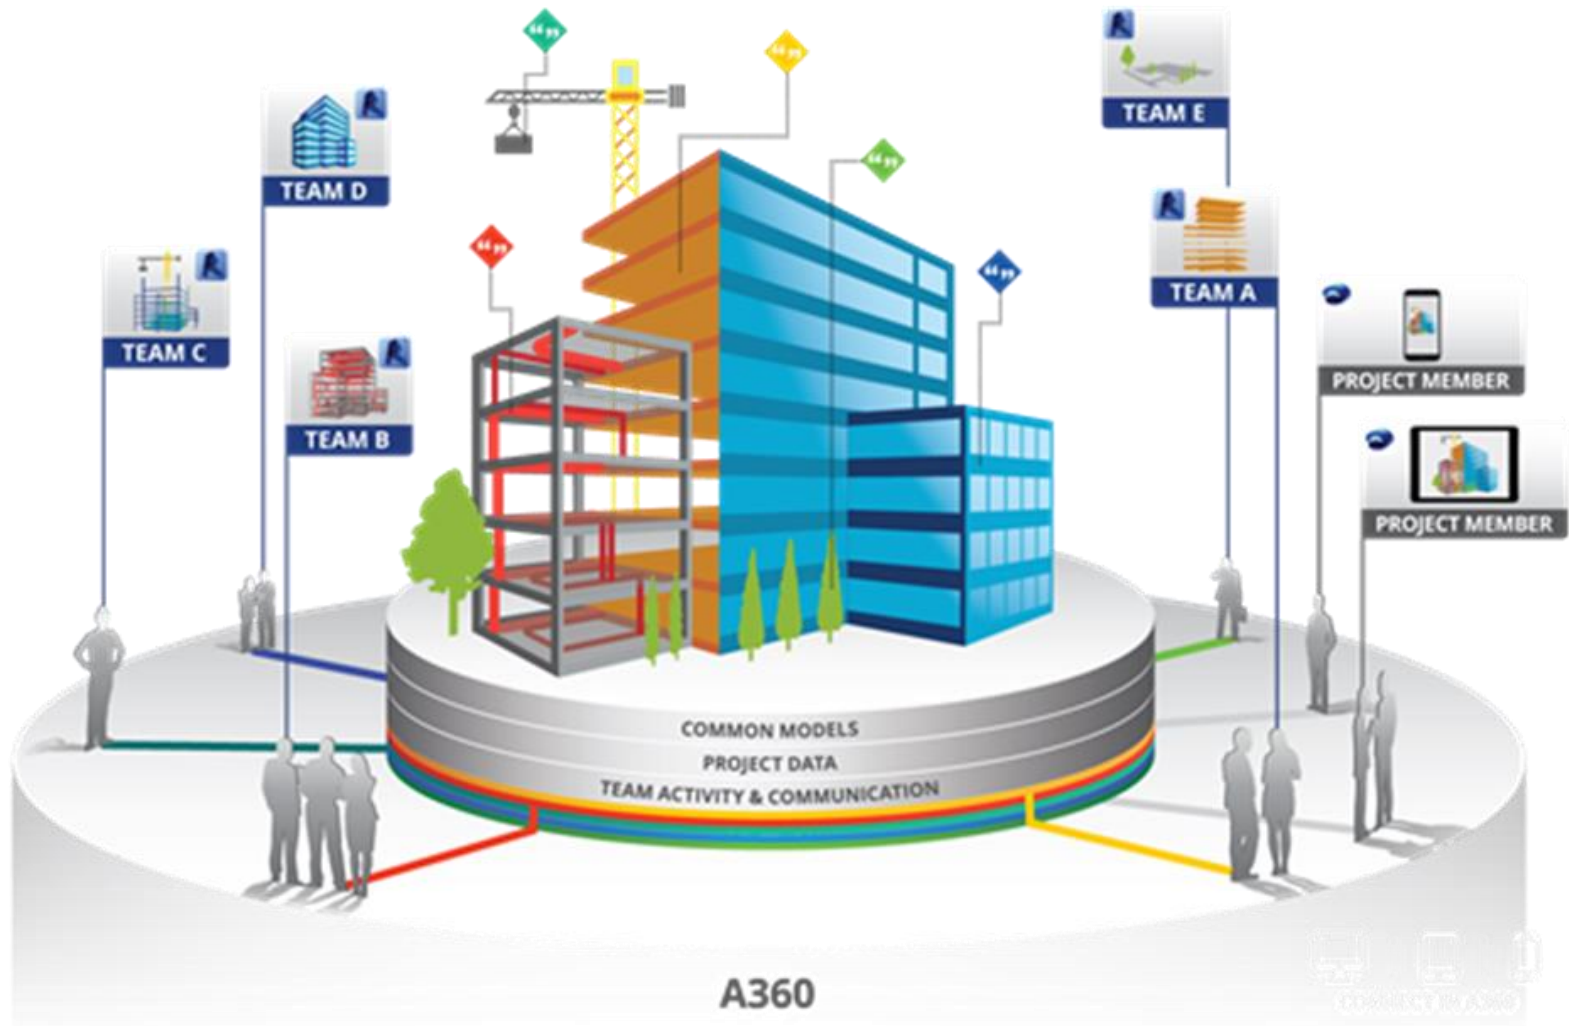 TEAM E
TEAM D
TEAM A
TEAM C
PROJECT MEMBER
TEAM B
PROJECT MEMBER
COMMON MODELS
PROJECT DATA
TEAM ACTIVITY & COMMUNICATION
A360